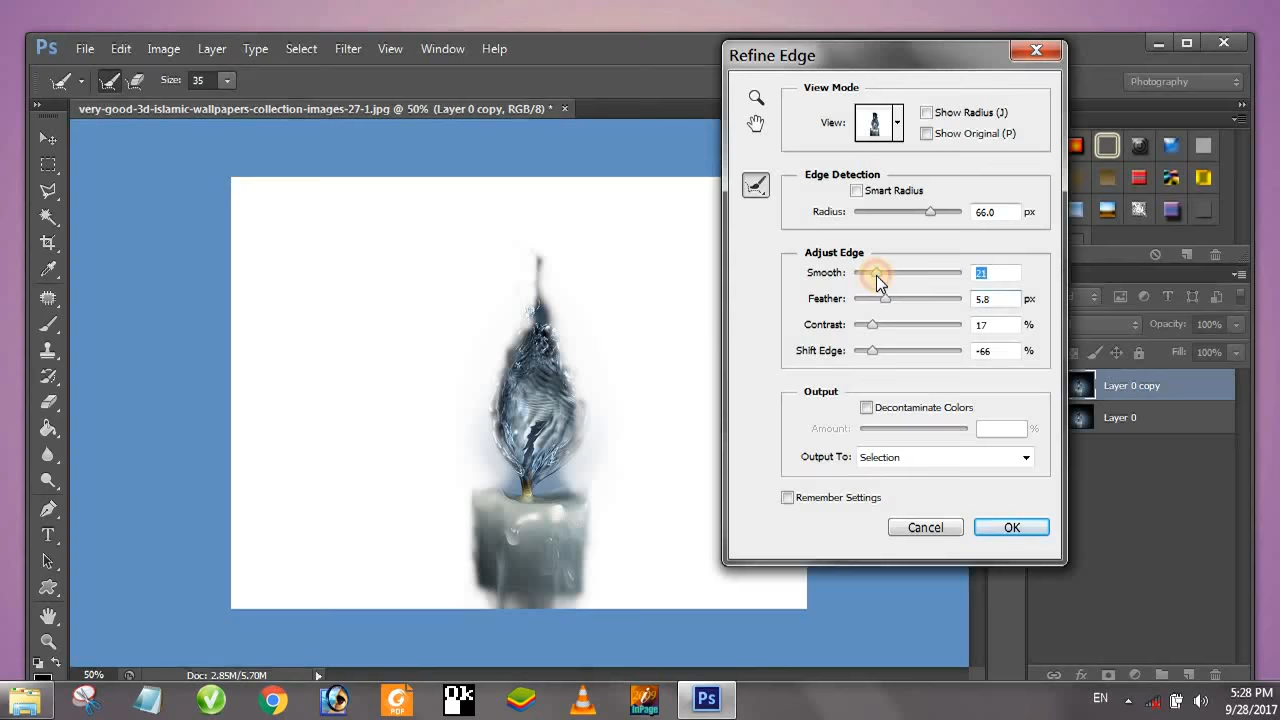 Ps File Edit Image Layer Type Select Filter View Window Help
Size: 35
Photography
very-good-3d-islamic-wallpapers-collection-images-27-1.jpg @ 50% (Layer 0 copy, RGB/8) * ×
Refine Edge
View Mode
View:
Show Radius (J)
Show Original (P)
Edge Detection
Smart Radius
Radius: 66.0 px
Adjust Edge
Smooth: 21
Feather: 5.8 px
Contrast: 17 %
Shift Edge: -66 %
Output
Decontaminate Colors
Amount: %
Output To: Selection
Remember Settings
Cancel OK
Opacity: 100%
Fill: 100%
Layer 0 copy
Layer 0
50% Doc: 2.85M/5.70M
PDF
Ok
InPage
Ps
EN
5:28 PM
9/28/2017